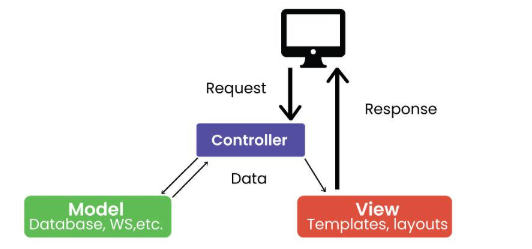 Request
Response
Controller
Data
Model
Database, WS,etc.
View
Templates, layouts